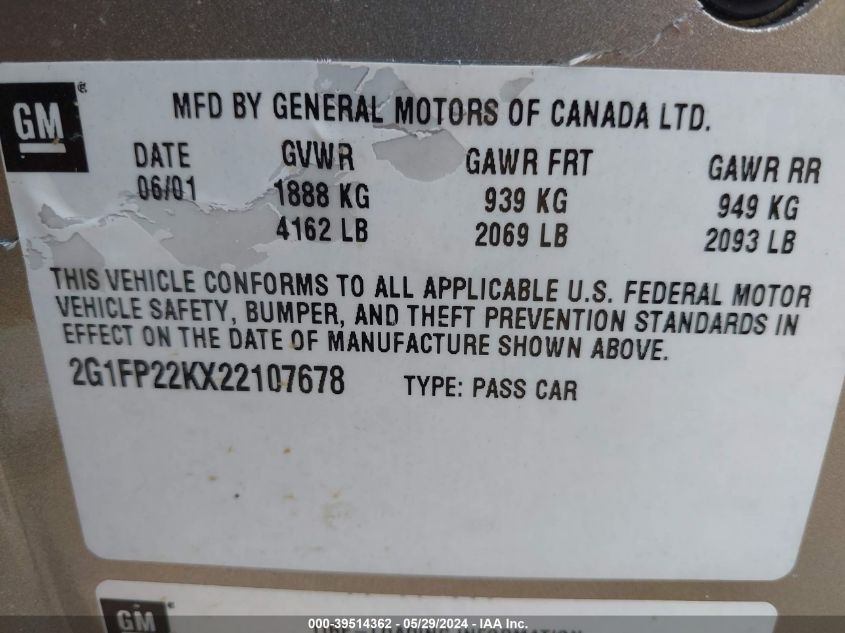 GM
MFD BY GENERAL MOTORS OF CANADA LTD.
DATE GVWR GAWR FRT GAWR RR
06/01 1888 KG 939 KG 949 KG
4162 LB 2069 LB 2093 LB
THIS VEHICLE CONFORMS TO ALL APPLICABLE U.S. FEDERAL MOTOR
VEHICLE SAFETY, BUMPER, AND THEFT PREVENTION STANDARDS IN
EFFECT ON THE DATE OF MANUFACTURE SHOWN ABOVE.
2G1FP22KX22107678 TYPE: PASS CAR
GM
000-39514362 - 05/29/2024 - IAA, Inc.